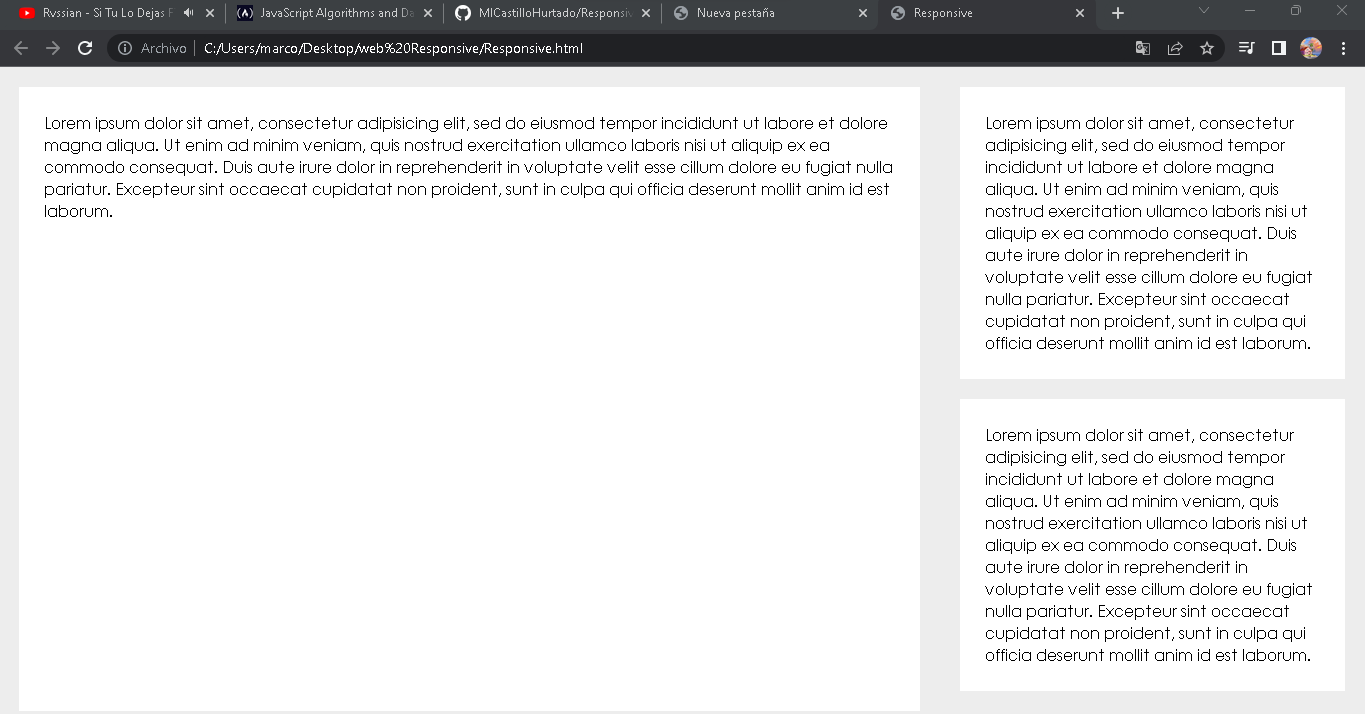 Rvssian - Si Tu Lo Dejas F
JavaScript Algorithms and Da
MICastilloHurtado/Responsiv
Nueva pestaña
Responsive
Archivo
C:/Users/marco/Desktop/web%20Responsive/Responsive.html
Lorem ipsum dolor sit amet, consectetur adipisicing elit, sed do eiusmod tempor incididunt ut labore et dolore
magna aliqua. Ut enim ad minim veniam, quis nostrud exercitation ullamco laboris nisi ut aliquip ex ea
commodo consequat. Duis aute irure dolor in reprehenderit in voluptate velit esse cillum dolore eu fugiat nulla
pariatur. Excepteur sint occaecat cupidatat non proident, sunt in culpa qui officia deserunt mollit anim id est
laborum.
Lorem ipsum dolor sit amet, consectetur
adipisicing elit, sed do eiusmod tempor
incididunt ut labore et dolore magna
aliqua. Ut enim ad minim veniam, quis
nostrud exercitation ullamco laboris nisi ut
aliquip ex ea commodo consequat. Duis
aute irure dolor in reprehenderit in
voluptate velit esse cillum dolore eu fugiat
nulla pariatur. Excepteur sint occaecat
cupidatat non proident, sunt in culpa qui
officia deserunt mollit anim id est laborum.
Lorem ipsum dolor sit amet, consectetur
adipisicing elit, sed do eiusmod tempor
incididunt ut labore et dolore magna
aliqua. Ut enim ad minim veniam, quis
nostrud exercitation ullamco laboris nisi ut
aliquip ex ea commodo consequat. Duis
aute irure dolor in reprehenderit in
voluptate velit esse cillum dolore eu fugiat
nulla pariatur. Excepteur sint occaecat
cupidatat non proident, sunt in culpa qui
officia deserunt mollit anim id est laborum.